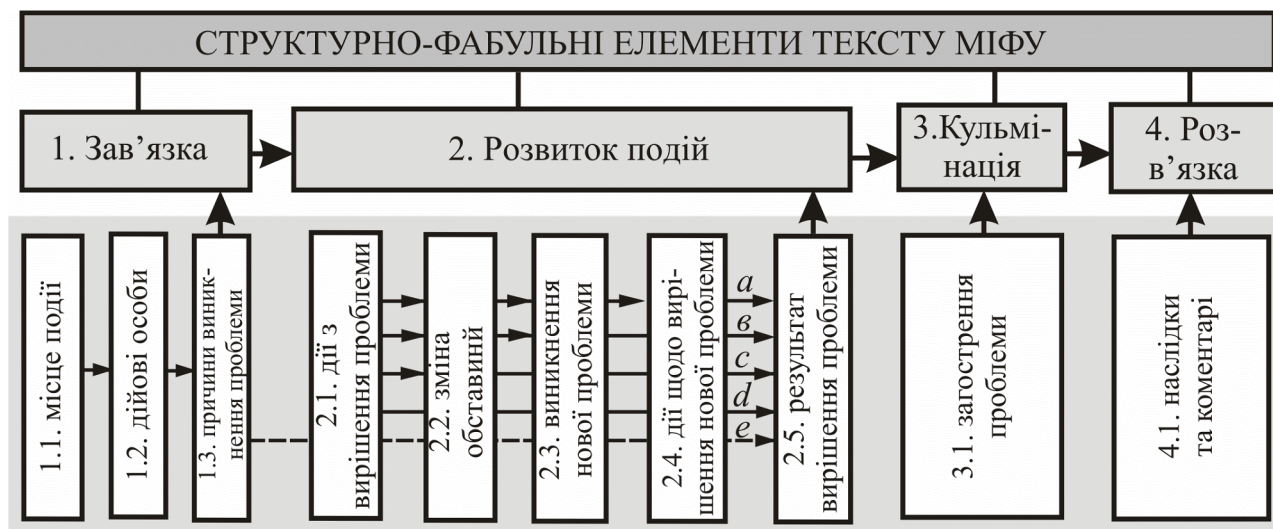 СТРУКТУРНО-ФАБУЛЬНІ ЕЛЕМЕНТИ ТЕКСТУ МІФУ
1. Зав’язка
2. Розвиток подій
3.Кульмі-
нація
4. Роз-
в’язка
1.1. місце події
1.2. дійові особи
1.3. причини виник-
нення проблеми
2.1. дії з
вирішення проблеми
2.2. зміна
обставинй
2.3. виникнення
нової проблеми
2.4. дії щодо вирі-
шення нової проблеми
a
в
c
d
e
2.5. результат
вирішення проблеми
3.1. загострення
проблеми
4.1. наслідки
та коментарі